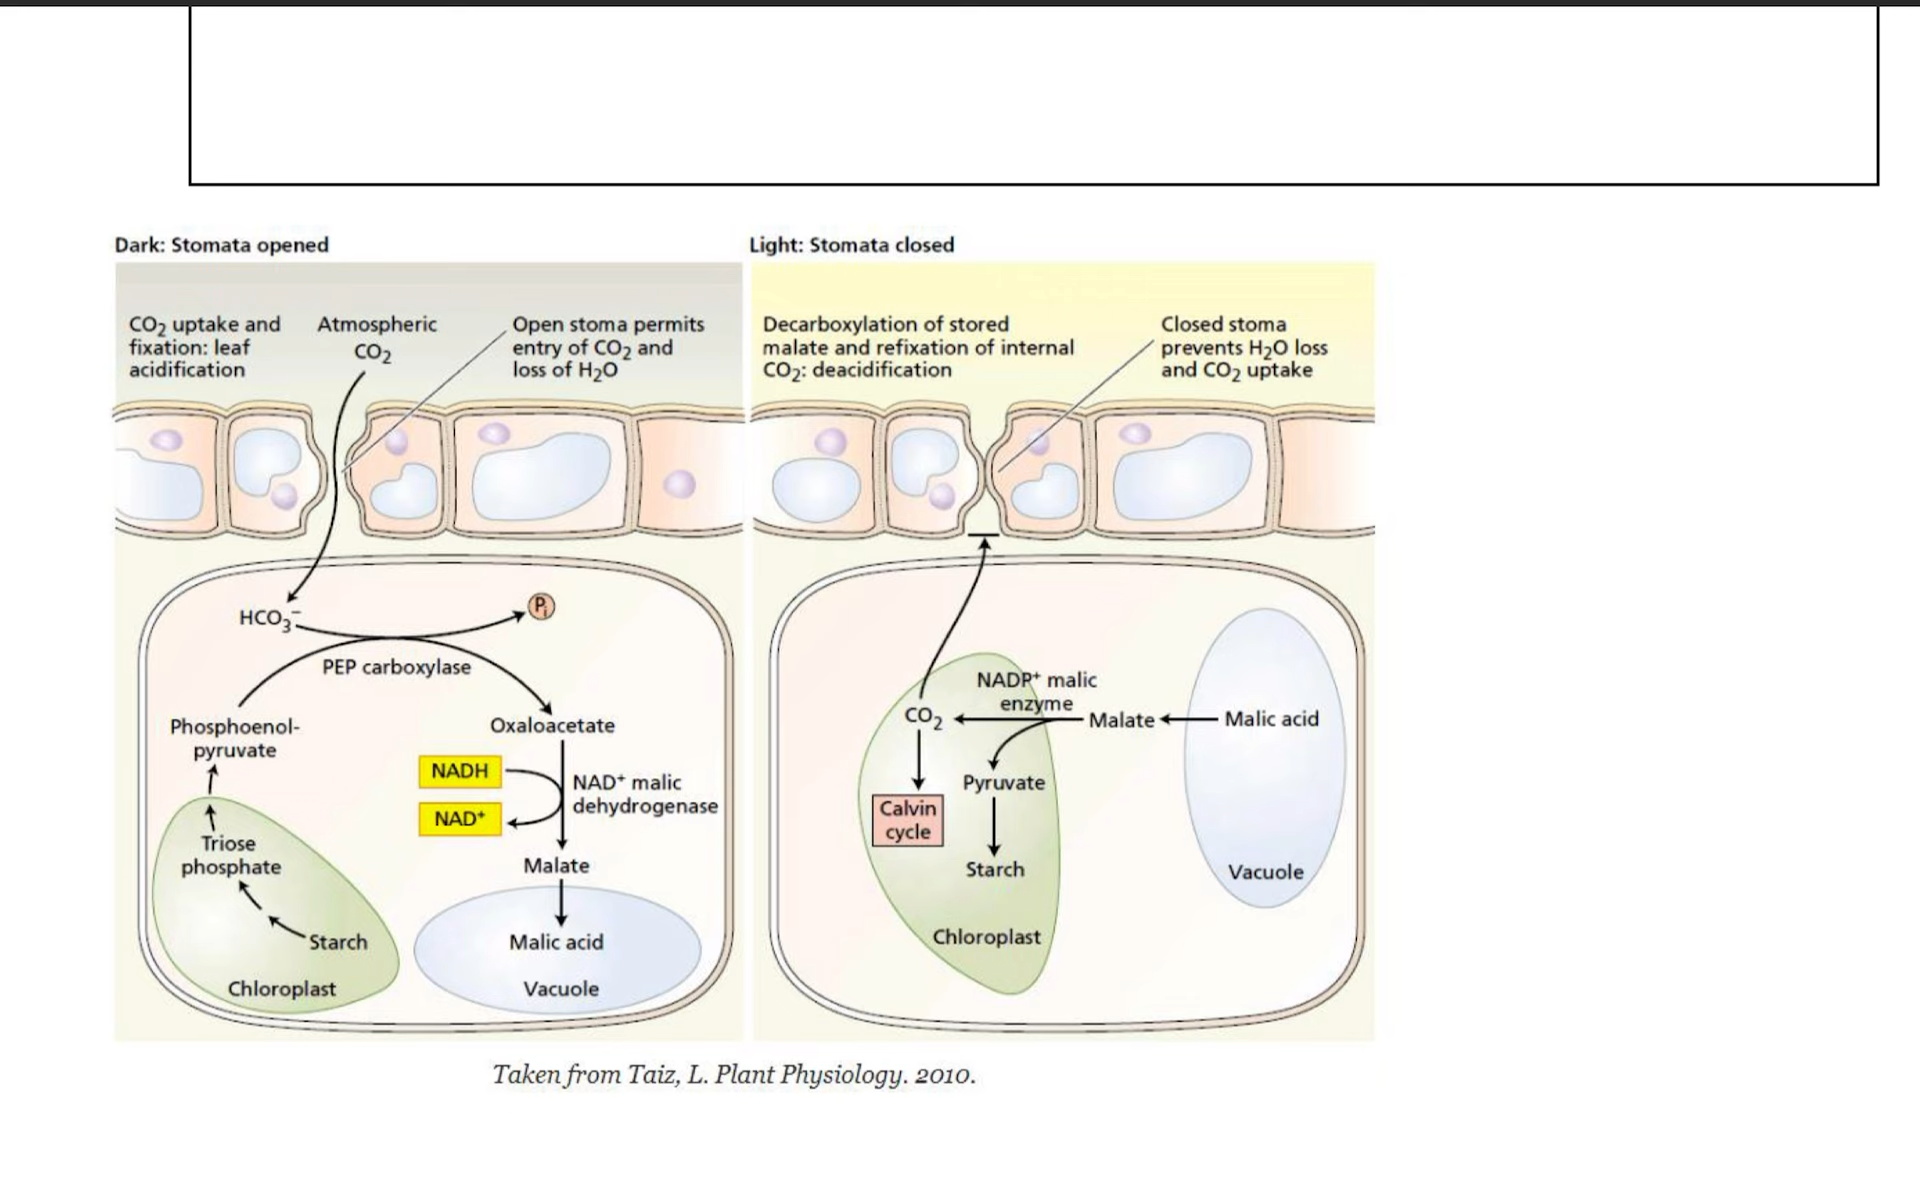 Dark: Stomata opened
CO₂ uptake and
fixation: leaf
acidification
Atmospheric
CO₂
Open stoma permits
entry of CO₂ and
loss of H₂O
HCO₃⁻
Pᵢ
PEP carboxylase
Phosphoenol-
pyruvate
Oxaloacetate
NADH
NAD⁺
NAD⁺ malic
dehydrogenase
Triose
phosphate
Malate
Starch
Malic acid
Chloroplast
Vacuole
Light: Stomata closed
Decarboxylation of stored
malate and refixation of internal
CO₂: deacidification
Closed stoma
prevents H₂O loss
and CO₂ uptake
NADP⁺ malic
enzyme
CO₂
Malate
Malic acid
Pyruvate
Calvin
cycle
Starch
Vacuole
Chloroplast
Taken from Taiz, L. Plant Physiology. 2010.